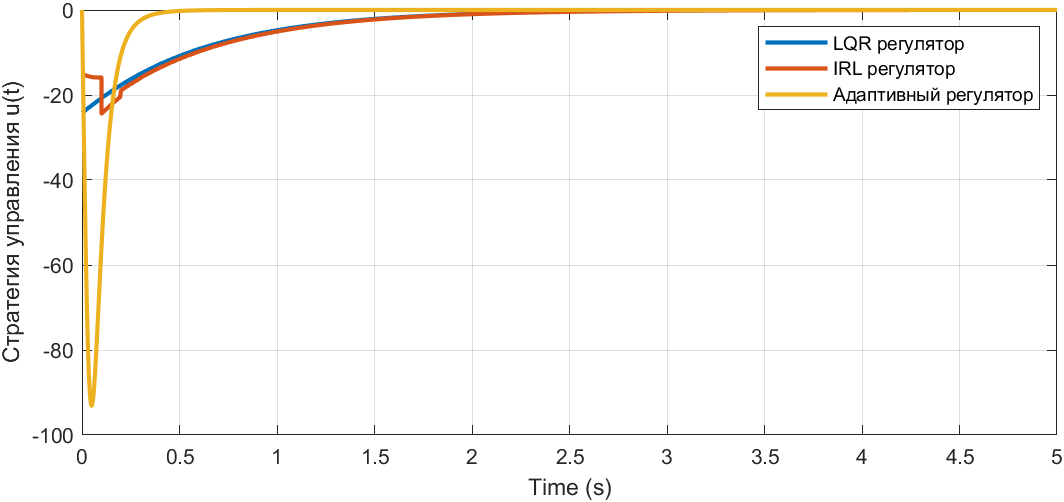 0
-20
-40
-60
-80
-100
Стратегия управления u(t)
LQR регулятор
IRL регулятор
Адаптивный регулятор
0 0.5 1 1.5 2 2.5 3 3.5 4 4.5 5
Time (s)